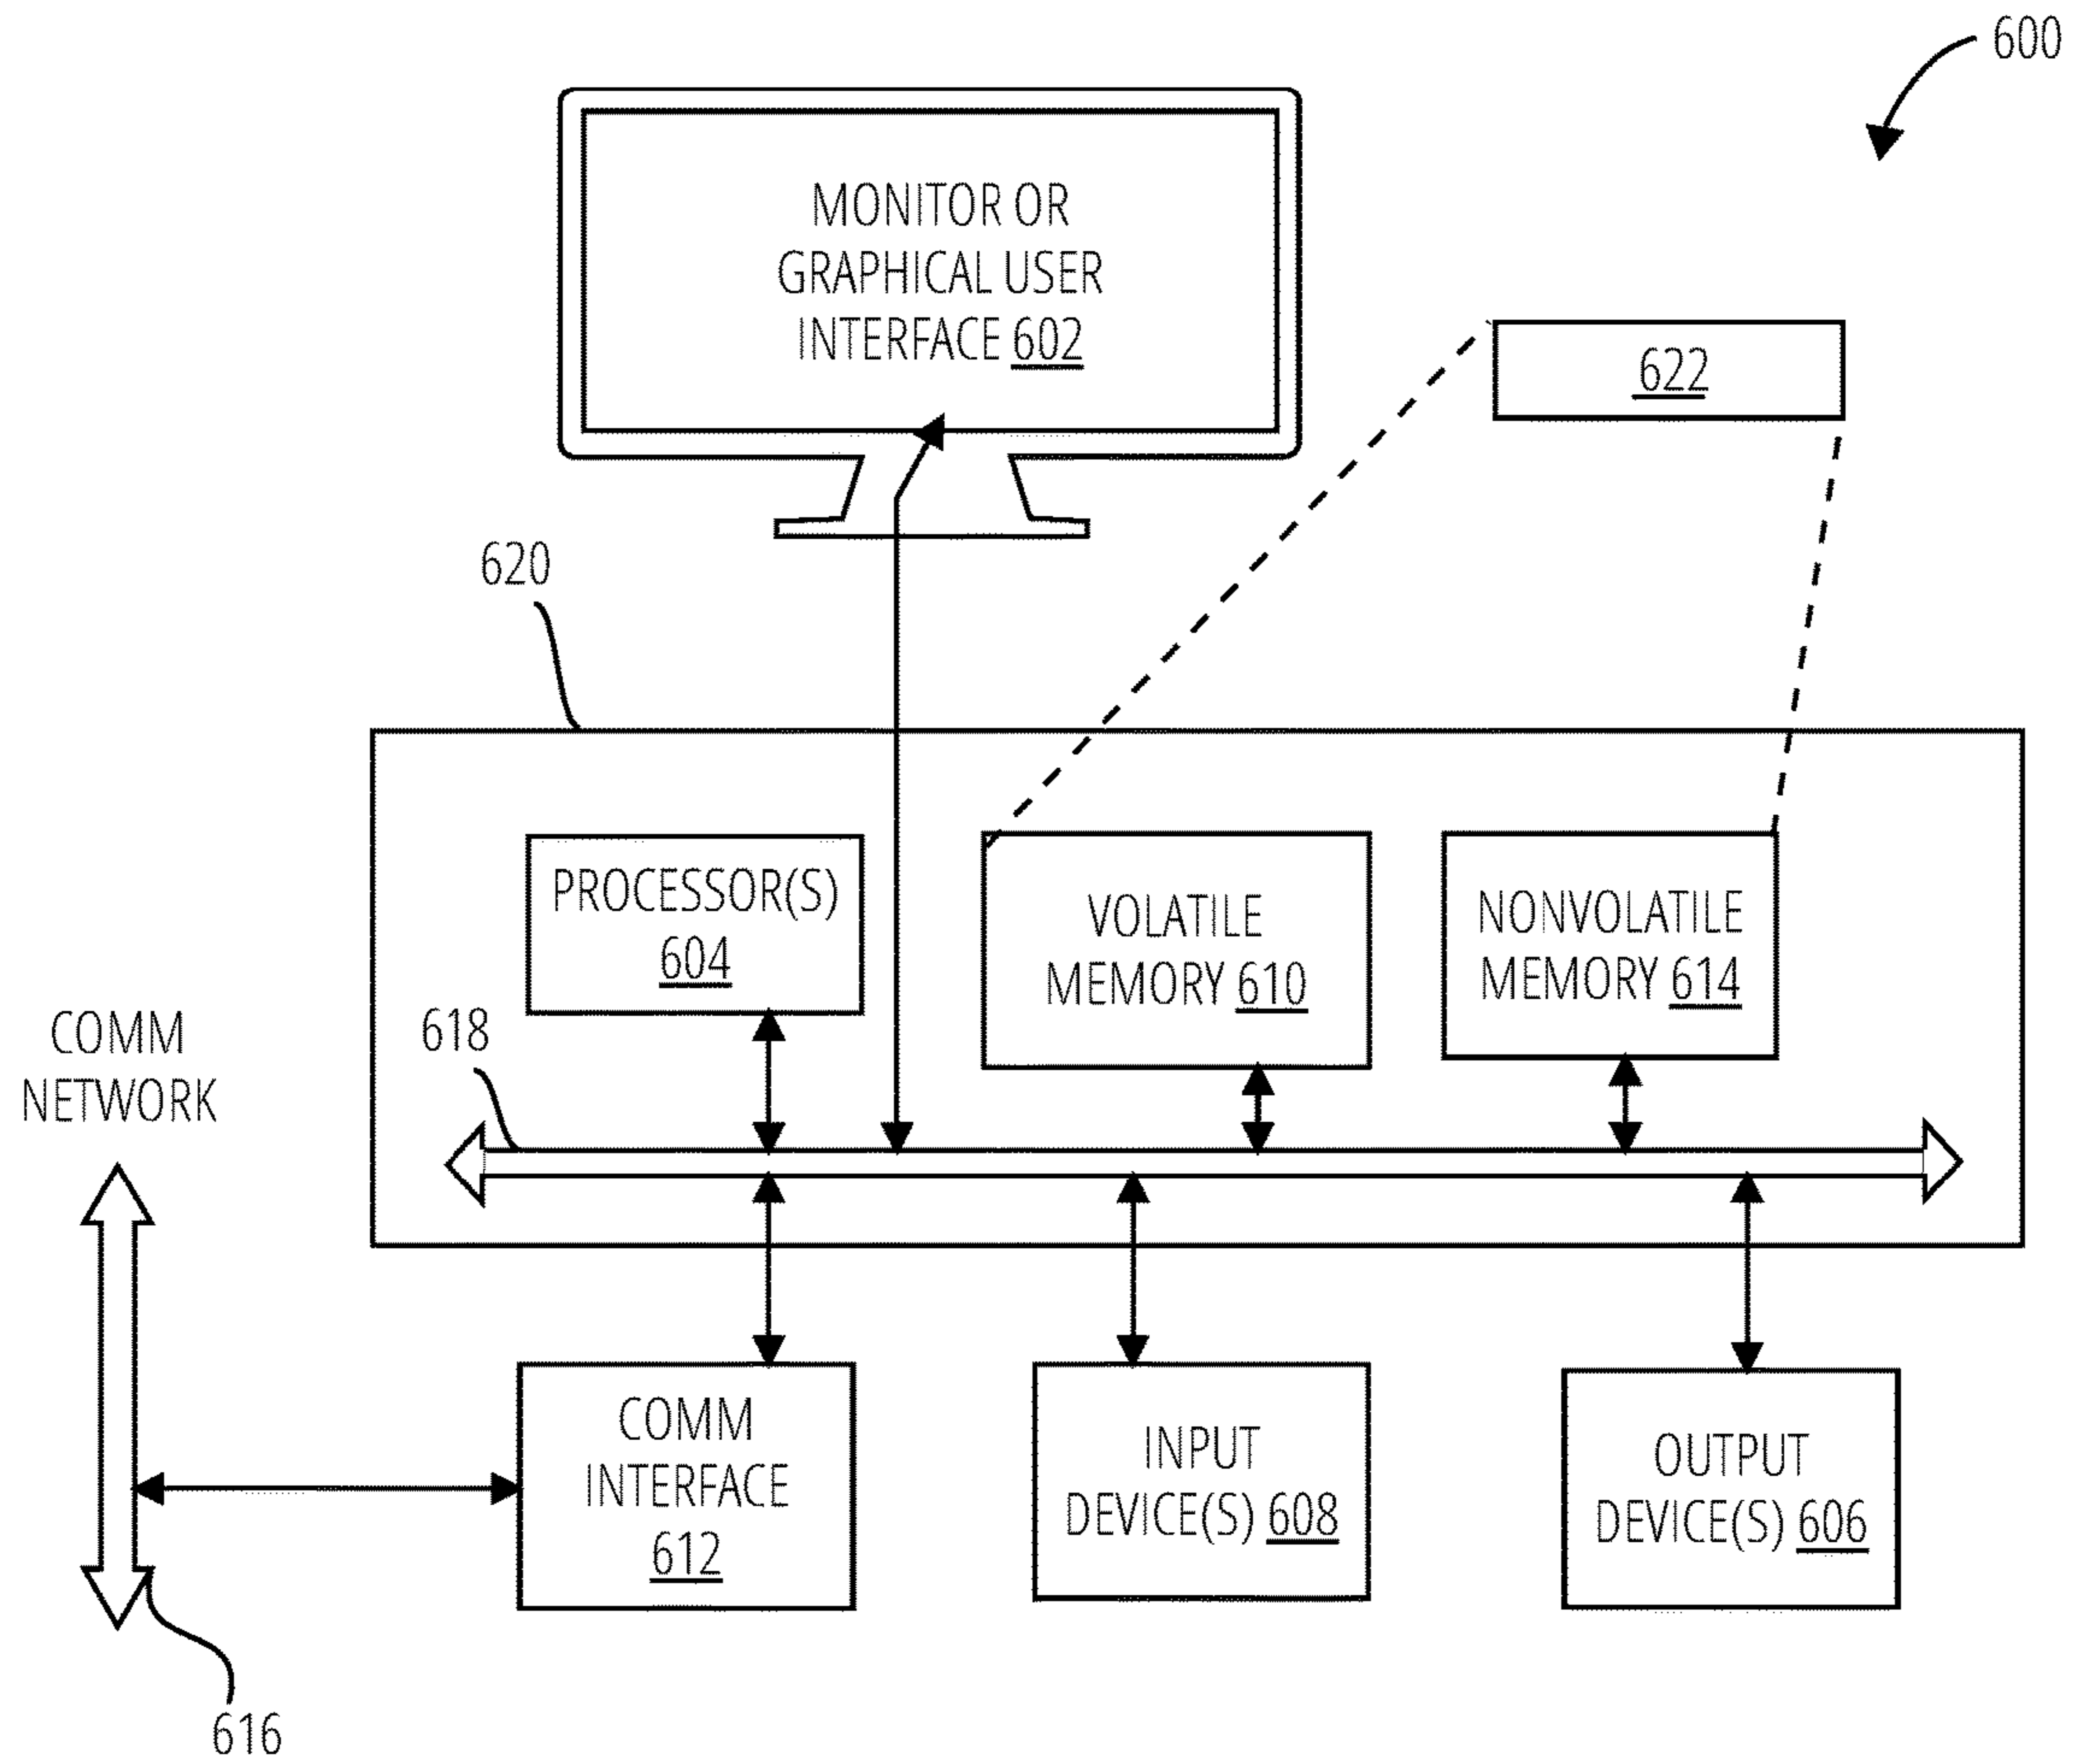 600
MONITOR OR
GRAPHICAL USER
INTERFACE 602
622
620
PROCESSOR(S)
604
VOLATILE
MEMORY 610
NONVOLATILE
MEMORY 614
618
COMM
NETWORK
COMM
INTERFACE
612
INPUT
DEVICE(S) 608
OUTPUT
DEVICE(S) 606
616